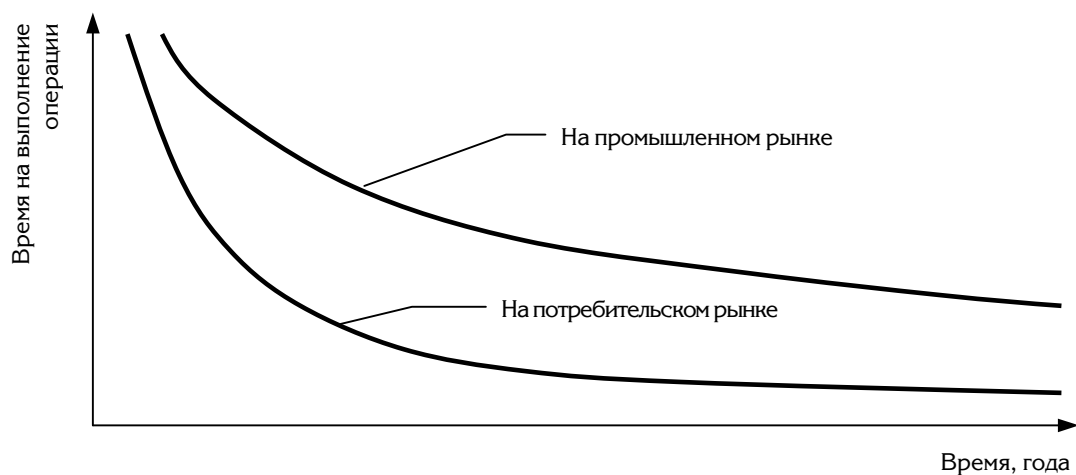 Время на выполнение
операции
На промышленном рынке
На потребительском рынке
Время, года